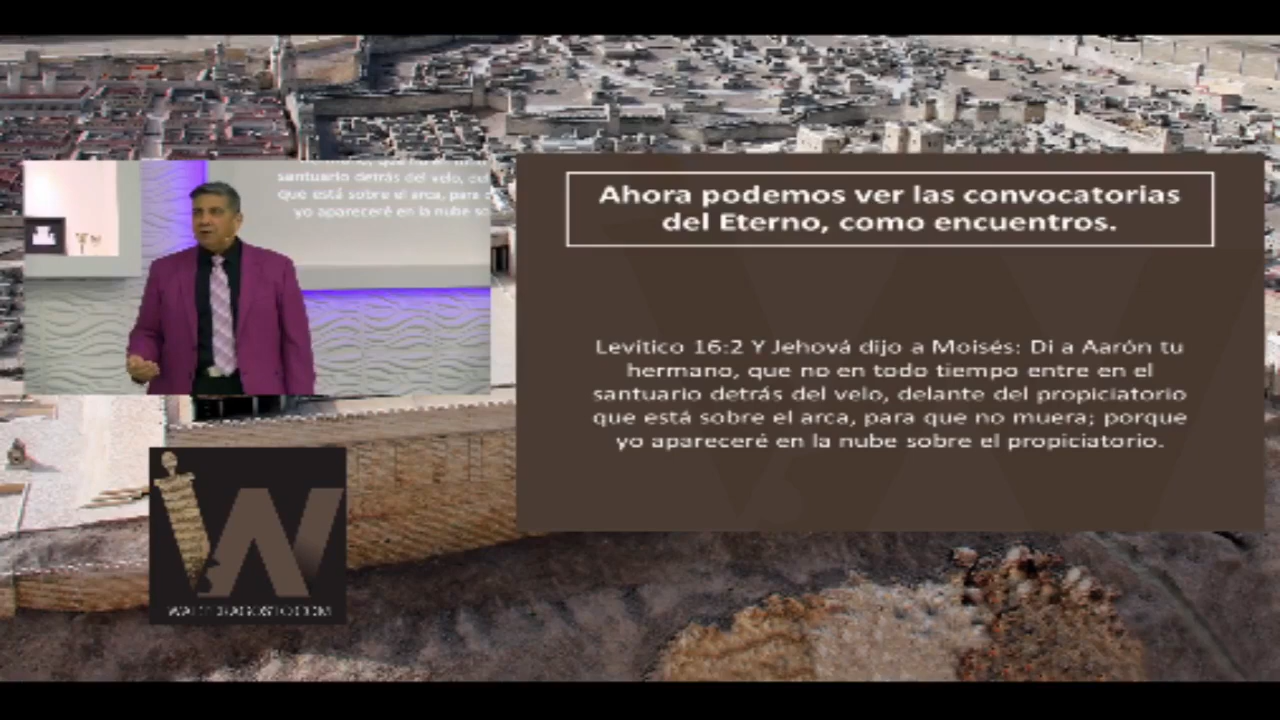 santuario detrás del velo,
que está sobre el arca, para
yo apareceré en la nube
Ahora podemos ver las convocatorias
del Eterno, como encuentros.
Levítico 16:2 Y Jehová dijo a Moisés: Di a Aarón tu
hermano, que no en todo tiempo entre en el
santuario detrás del velo, delante del propiciatorio
que está sobre el arca, para que no muera; porque
yo apareceré en la nube sobre el propiciatorio.
W